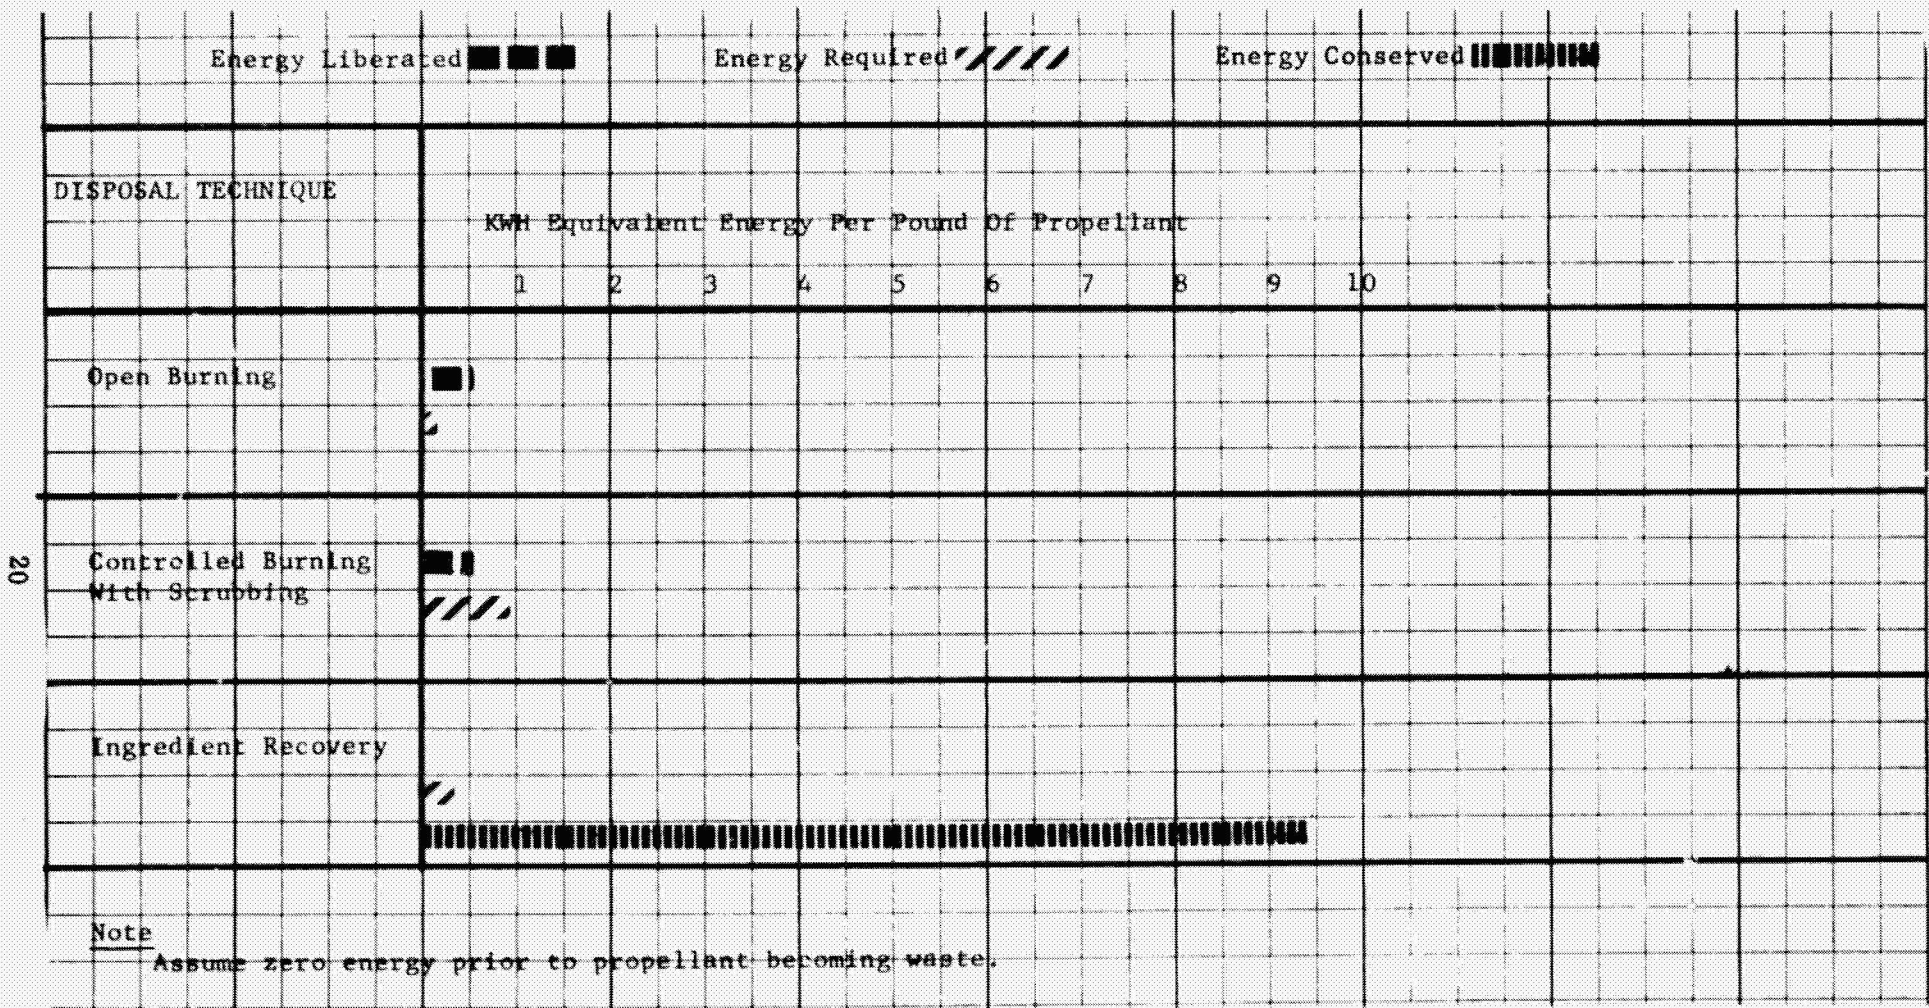 Energy Liberated
Energy Required
Energy Conserved
DISPOSAL TECHNIQUE
KWH Equivalent Energy Per Pound Of Propellant
1 2 3 4 5 6 7 8 9 10
Open Burning
Controlled Burning
With Scrubbing
Ingredient Recovery
Note
Assume zero energy prior to propellant becoming waste.
20